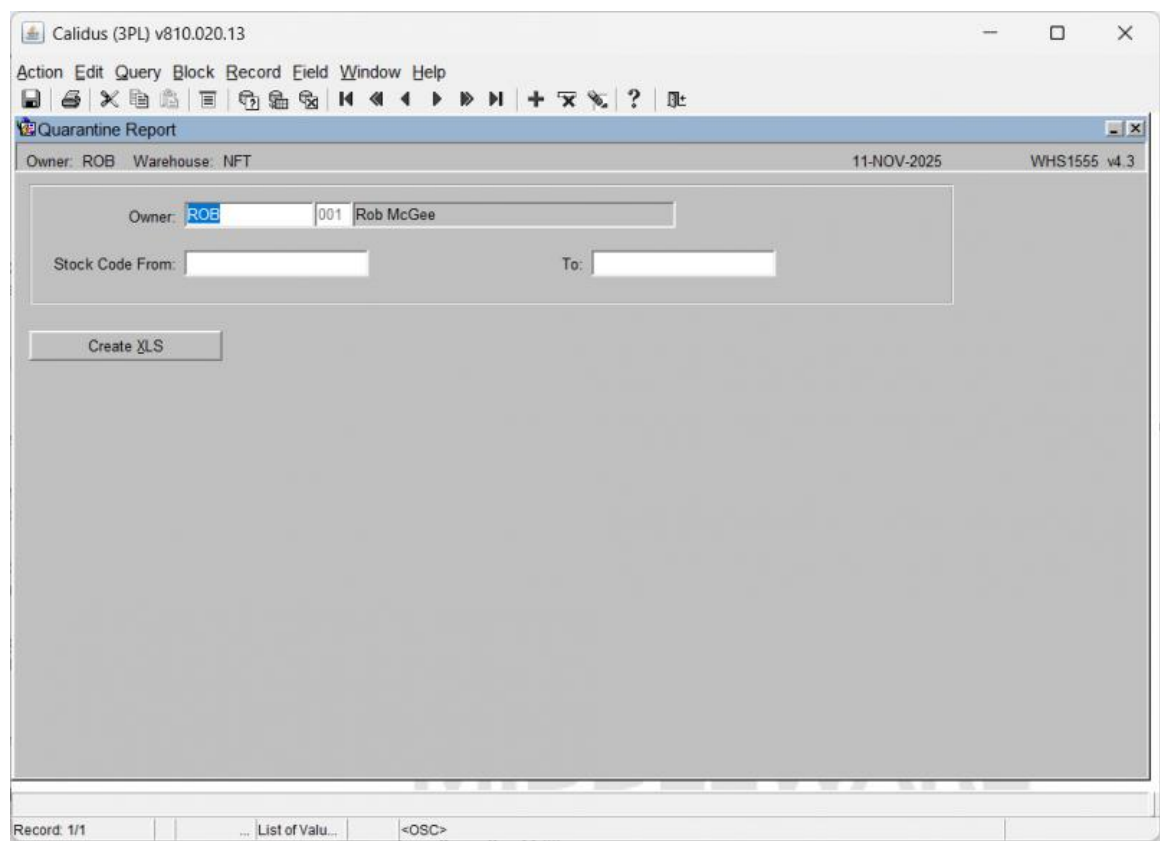 Calidus (3PL) v810.020.13
Action Edit Query Block Record Field Window Help
Quarantine Report
Owner: ROB Warehouse: NFT 11-NOV-2025 WHS1555 v4.3
Owner: ROB 001 Rob McGee
Stock Code From: To:
Create XLS
Record: 1/1 ... List of Valu... <OSC>